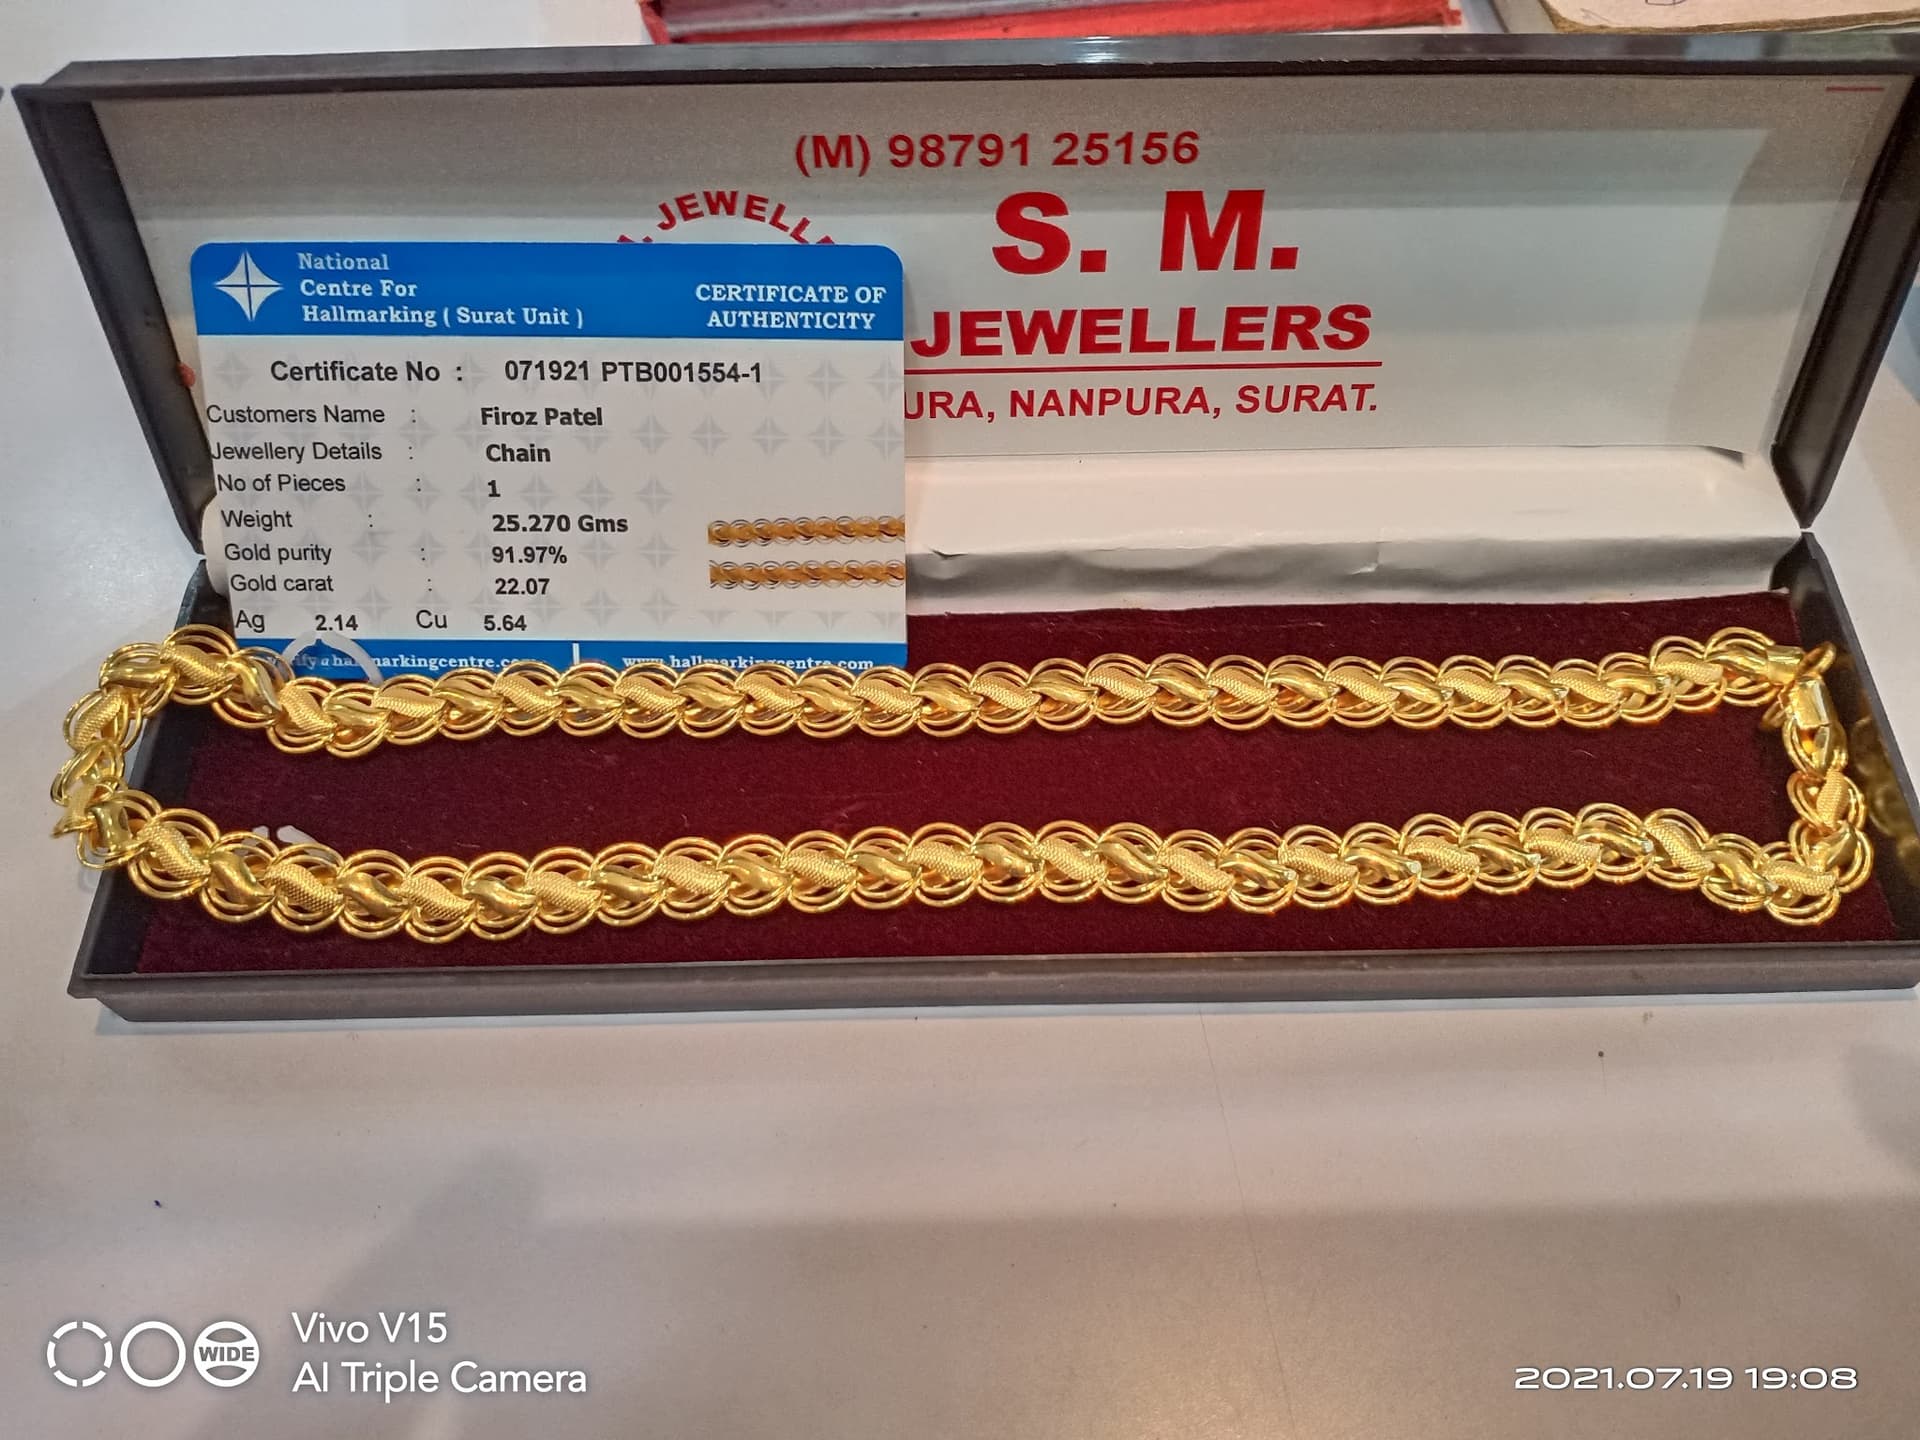 (M) 98791 25156
S. M.
JEWELLERS
NANPURA, SURAT.
National
Centre For
Hallmarking ( Surat Unit )
CERTIFICATE OF
AUTHENTICITY
Certificate No : 071921 PTB001554-1
Customers Name : Firoz Patel
Jewellery Details : Chain
No of Pieces : 1
Weight : 25.270 Gms
Gold purity : 91.97%
Gold carat : 22.07
Ag 2.14 Cu 5.64
www.hallmarkingcentre.com
WIDE
Vivo V15
AI Triple Camera
2021.07.19 19:08